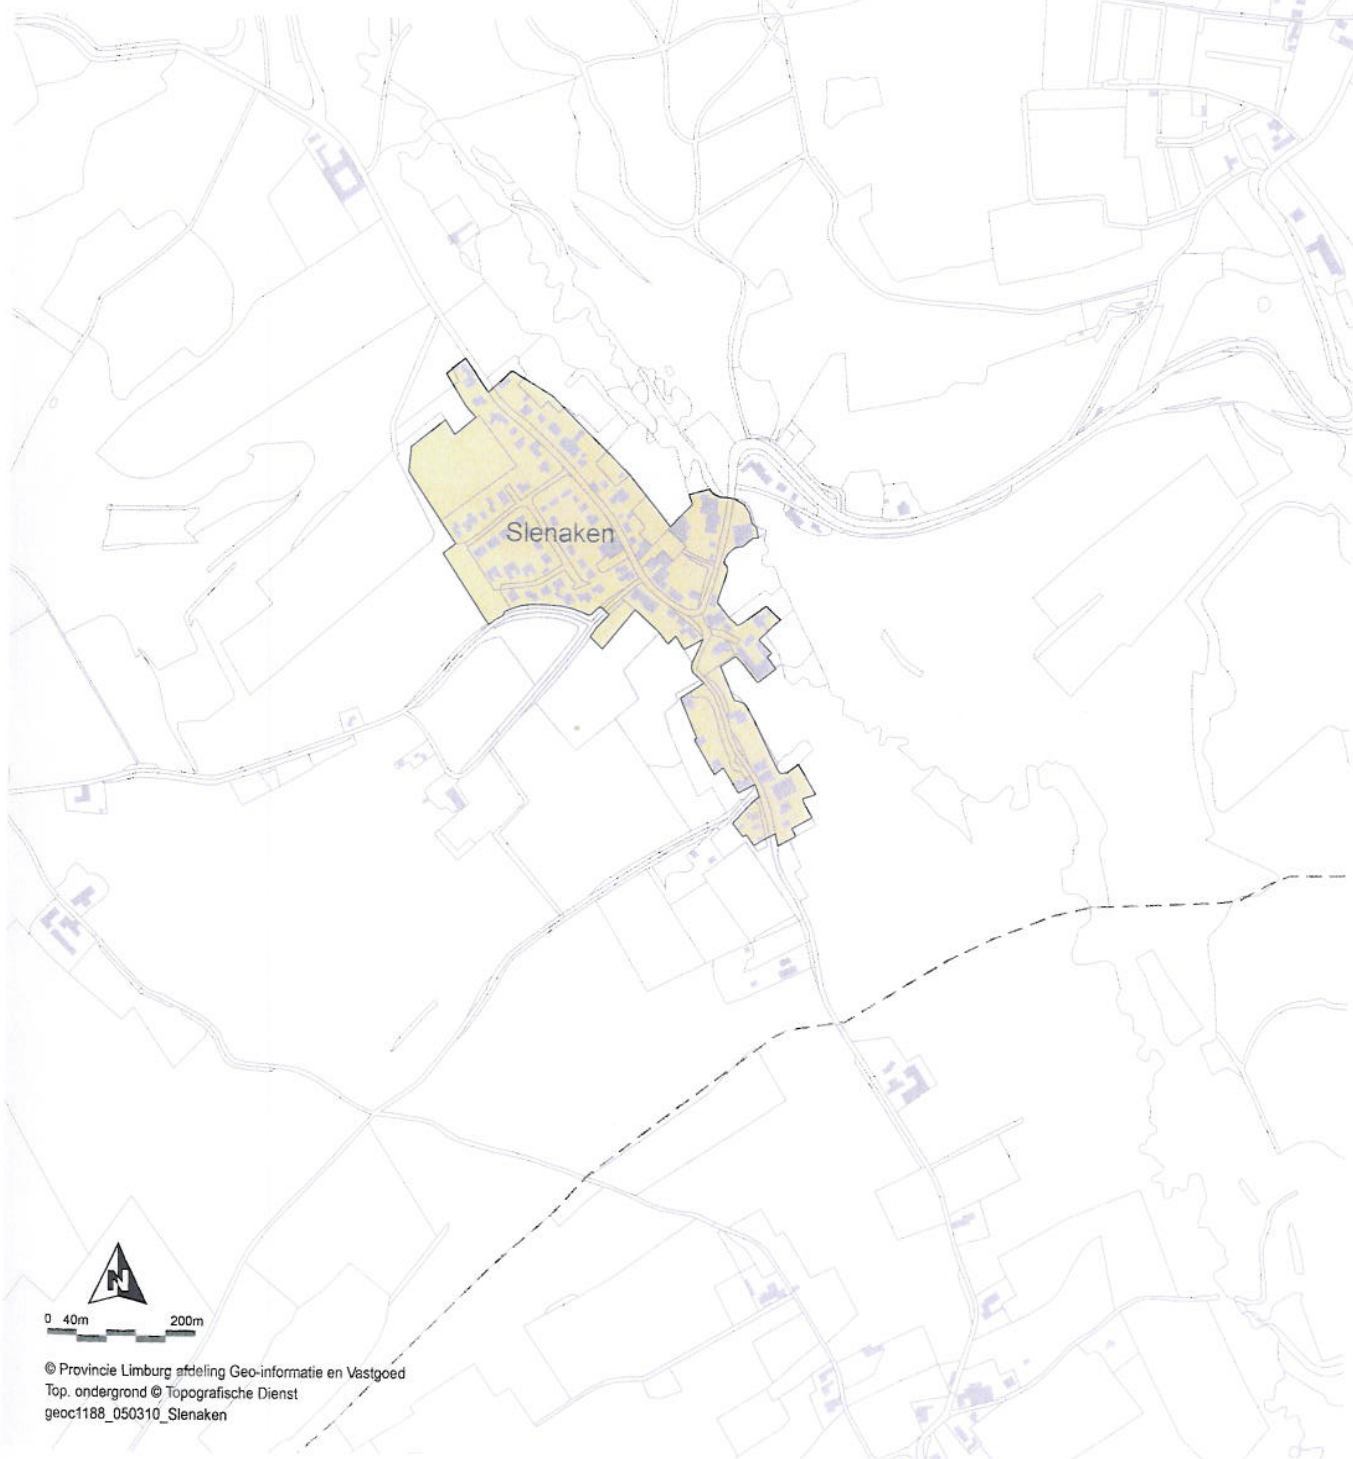 Slenaken
N
0 40m 200m
© Provincie Limburg afdeling Geo-informatie en Vastgoed
Top. ondergrond © Topografische Dienst
geoc1188_050310_Slenaken